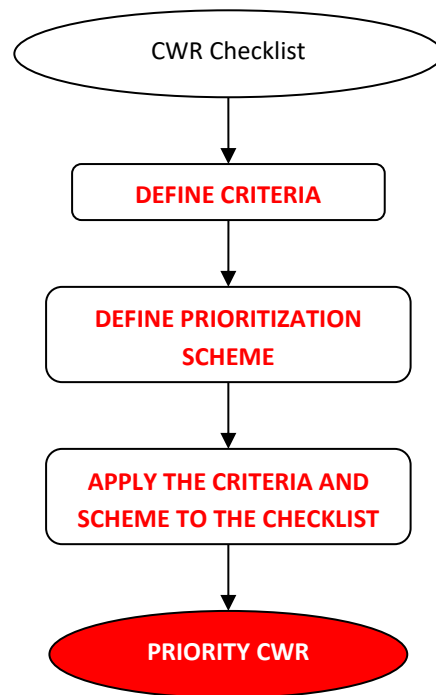 CWR Checklist
DEFINE CRITERIA
DEFINE PRIORITIZATION
SCHEME
APPLY THE CRITERIA AND
SCHEME TO THE CHECKLIST
PRIORITY CWR